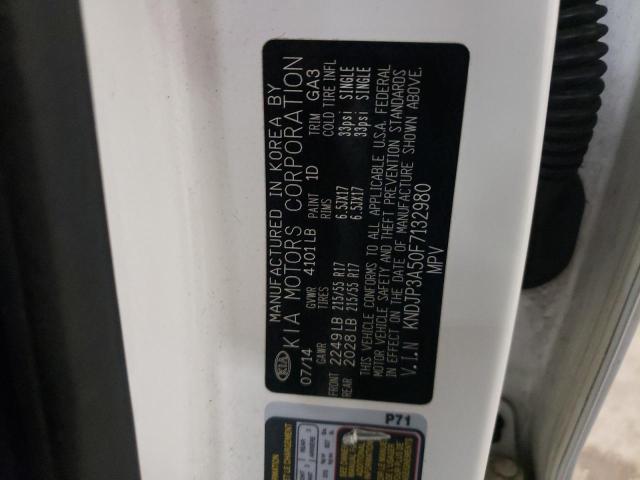 MANUFACTURED IN KOREA BY
KIA MOTORS CORPORATION
KIA
07/14 GVWR 4101LB PAINT 1D TRIM GA3
GAWR TIRES RIMS COLD TIRE INFL
FRONT 2249LB 215/55 R17 6.5JX17 33psi SINGLE
REAR 2028LB 215/55 R17 6.5JX17 33psi SINGLE
THIS VEHICLE CONFORMS TO ALL APPLICABLE U.S.A. FEDERAL
MOTOR VEHICLE SAFETY AND THEFT PREVENTION STANDARDS
IN EFFECT ON THE DATE OF MANUFACTURE SHOWN ABOVE.
V.I.N KNDJP3A50F7132980
MPV
P71